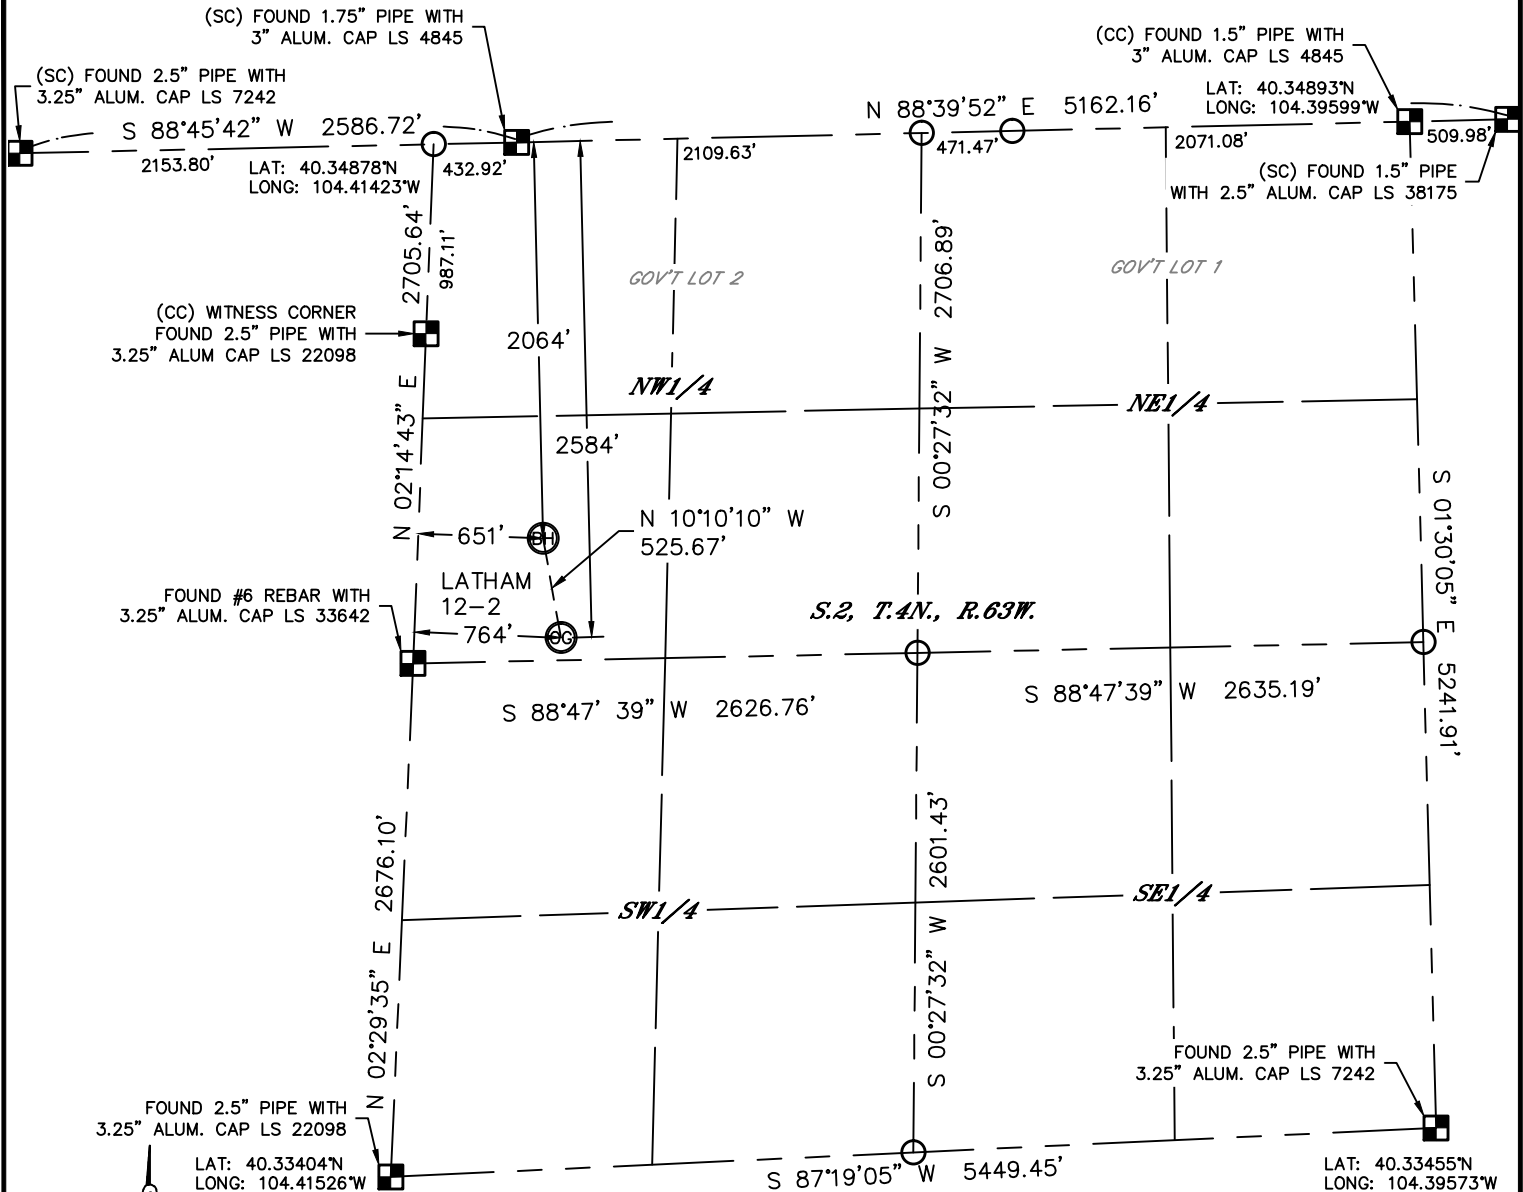 (SC) FOUND 1.75" PIPE WITH
3" ALUM. CAP LS 4845
(CC) FOUND 1.5" PIPE WITH
3" ALUM. CAP LS 4845
(SC) FOUND 2.5" PIPE WITH
3.25" ALUM. CAP LS 7242
LAT: 40.34893°N
LONG: 104.39599°W
S 88°45'42" W 2586.72'
N 88°39'52" E 5162.16'
2153.80'
432.92'
2109.63'
471.47'
2071.08'
509.98'
LAT: 40.34878°N
LONG: 104.41423°W
(SC) FOUND 1.5" PIPE
WITH 2.5" ALUM. CAP LS 38175
N 02°14'43" E 2705.64'
987.11'
S 00°27'32" W 2706.89'
GOV'T LOT 2
GOV'T LOT 1
(CC) WITNESS CORNER
FOUND 2.5" PIPE WITH
3.25" ALUM CAP LS 22098
2064'
NW1/4
NE1/4
2584'
N 10°10'10" W
525.67'
651'
BH
LATHAM
12-2
FOUND #6 REBAR WITH
3.25" ALUM. CAP LS 33642
764'
OG
S.2, T.4N., R.63W.
S 01°30'05" E 5241.91'
S 88°47' 39" W 2626.76'
S 88°47'39" W 2635.19'
N 02°29'35" E 2676.10'
S 00°27'32" W 2601.43'
SW1/4
SE1/4
FOUND 2.5" PIPE WITH
3.25" ALUM. CAP LS 7242
FOUND 2.5" PIPE WITH
3.25" ALUM. CAP LS 22098
LAT: 40.33404°N
LONG: 104.41526°W
S 87°19'05" W 5449.45'
LAT: 40.33455°N
LONG: 104.39573°W